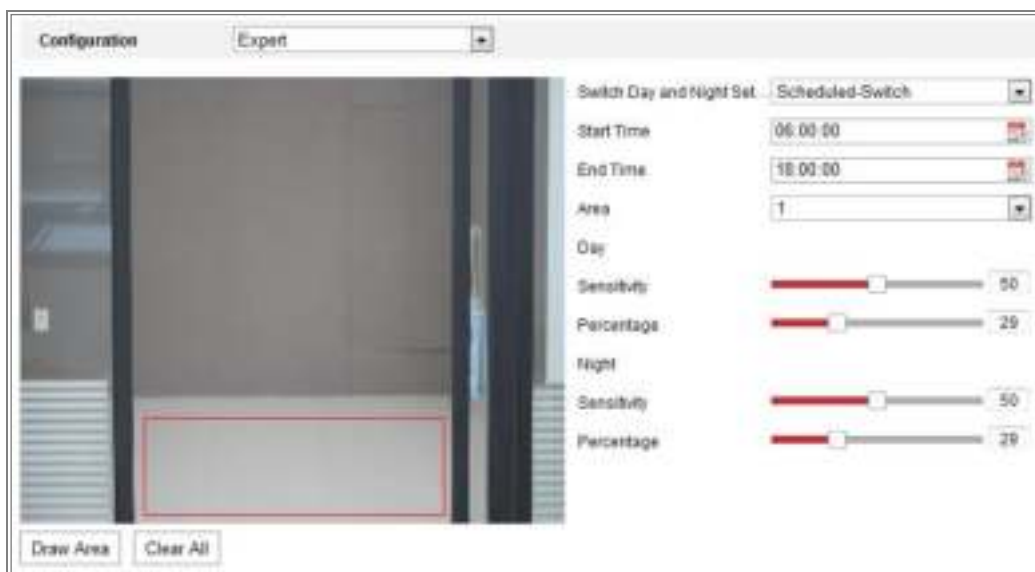 Configuration Expert
Switch Day and Night Set... Scheduled-Switch
Start Time 06:00:00
End Time 18:00:00
Area 1
Day
Sensitivity 50
Percentage 29
Night
Sensitivity 50
Percentage 29
Draw Area Clear All